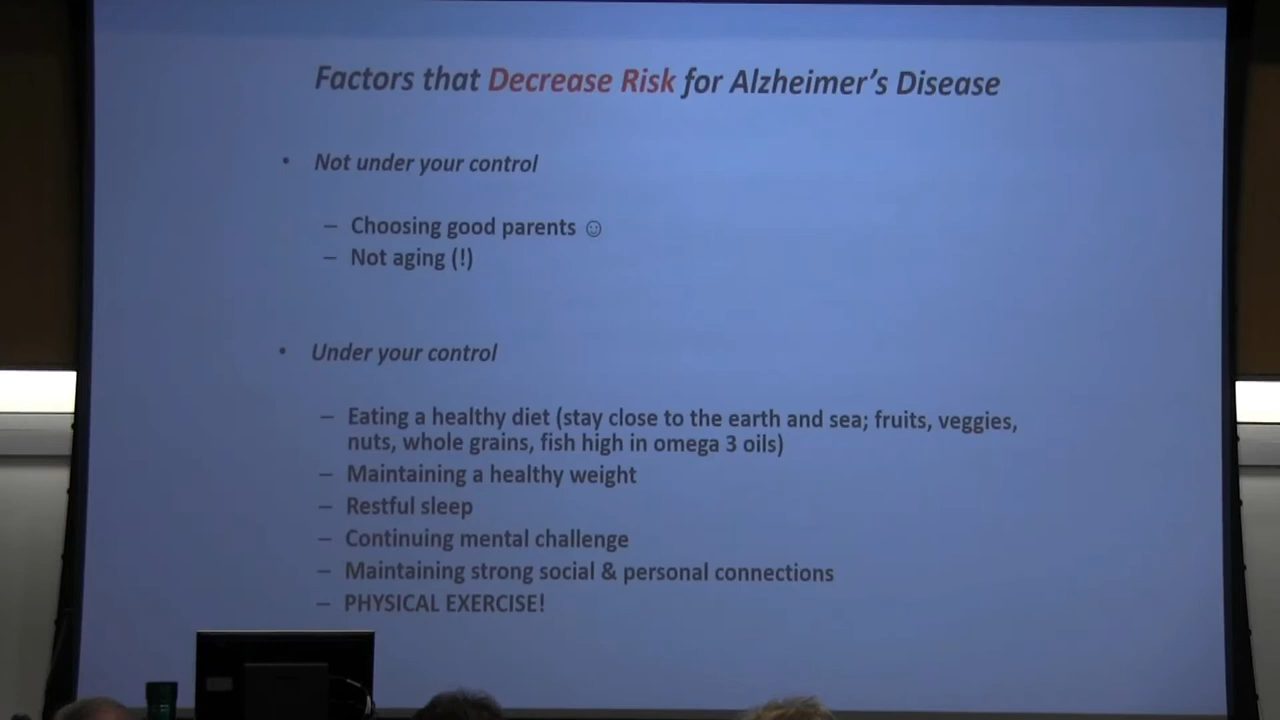 Factors that Decrease Risk for Alzheimer's Disease
• Not under your control
– Choosing good parents ☺
– Not aging (!)
• Under your control
– Eating a healthy diet (stay close to the earth and sea; fruits, veggies,
nuts, whole grains, fish high in omega 3 oils)
– Maintaining a healthy weight
– Restful sleep
– Continuing mental challenge
– Maintaining strong social & personal connections
– PHYSICAL EXERCISE!